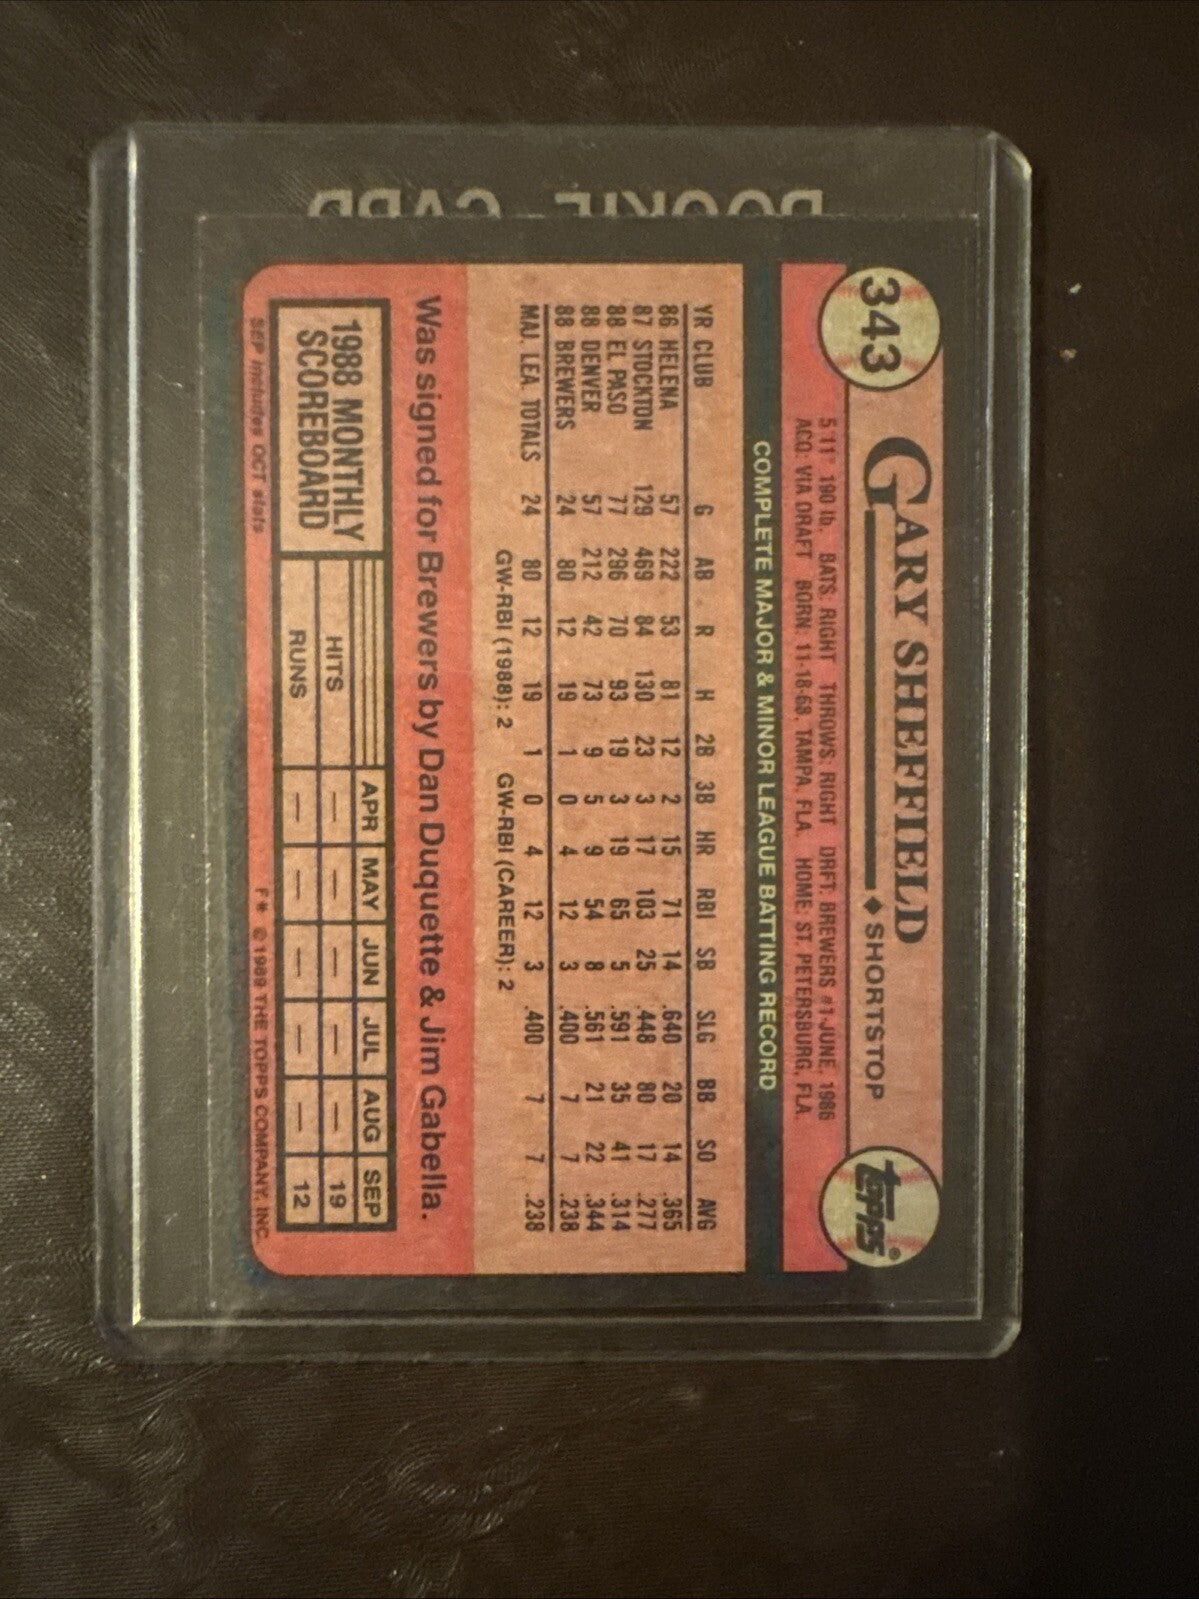 ROOKIE CARD
343
GARY SHEFFIELD
◆ SHORTSTOP
topps®
5'11" 190 lb. BATS: RIGHT THROWS: RIGHT DRFT: BREWERS #1-JUNE, 1986
ACQ: VIA DRAFT BORN: 11-18-68, TAMPA, FLA. HOME: ST. PETERSBURG, FLA.
COMPLETE MAJOR & MINOR LEAGUE BATTING RECORD
YR CLUB G AB R H 2B 3B HR RBI SB SLG BB SO AVG
86 HELENA 57 222 53 81 12 2 15 71 14 .640 20 14 .365
87 STOCKTON 129 469 84 130 23 3 17 103 25 .448 80 17 .277
88 EL PASO 77 296 70 93 19 3 19 65 5 .591 35 41 .314
88 DENVER 57 212 42 73 9 5 9 54 8 .561 21 22 .344
88 BREWERS 24 80 12 19 1 0 4 12 3 .400 7 7 .238
MAJ. LEA. TOTALS 24 80 12 19 1 0 4 12 3 .400 7 7 .238
GW-RBI (1988): 2 GW-RBI (CAREER): 2
Was signed for Brewers by Dan Duquette & Jim Gabella.
1988 MONTHLY
SCOREBOARD
APR MAY JUN JUL AUG SEP
HITS — — — — — 19
RUNS — — — — — 12
SEP includes OCT stats
F* © 1989 THE TOPPS COMPANY, INC.